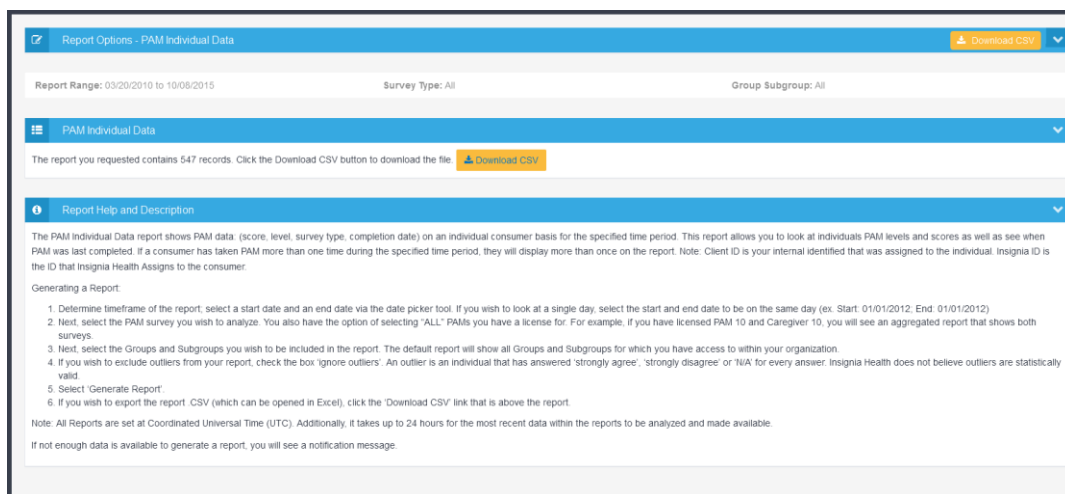 Report Options - PAM Individual Data
Download CSV
Report Range: 03/20/2010 to 10/08/2015 Survey Type: All Group Subgroup: All
PAM Individual Data
The report you requested contains 547 records. Click the Download CSV button to download the file. Download CSV
Report Help and Description
The PAM Individual Data report shows PAM data: (score, level, survey type, completion date) on an individual consumer basis for the specified time period. This report allows you to look at individuals PAM levels and scores as well as see when
PAM was last completed. If a consumer has taken PAM more than one time during the specified time period, they will display more than once on the report. Note: Client ID is your internal identified that was assigned to the individual. Insignia ID is
the ID that Insignia Health Assigns to the consumer.
Generating a Report:
1. Determine timeframe of the report; select a start date and an end date via the date picker tool. If you wish to look at a single day, select the start and end date to be on the same day (ex. Start: 01/01/2012; End: 01/01/2012)
2. Next, select the PAM survey you wish to analyze. You also have the option of selecting "ALL" PAMs you have a license for. For example, if you have licensed PAM 10 and Caregiver 10, you will see an aggregated report that shows both
surveys.
3. Next, select the Groups and Subgroups you wish to be included in the report. The default report will show all Groups and Subgroups for which you have access to within your organization.
4. If you wish to exclude outliers from your report, check the box 'ignore outliers'. An outlier is an individual that has answered 'strongly agree', 'strongly disagree' or 'N/A' for every answer. Insignia Health does not believe outliers are statistically
valid.
5. Select 'Generate Report'.
6. If you wish to export the report .CSV (which can be opened in Excel), click the 'Download CSV' link that is above the report.
Note: All Reports are set at Coordinated Universal Time (UTC). Additionally, it takes up to 24 hours for the most recent data within the reports to be analyzed and made available.
If not enough data is available to generate a report, you will see a notification message.